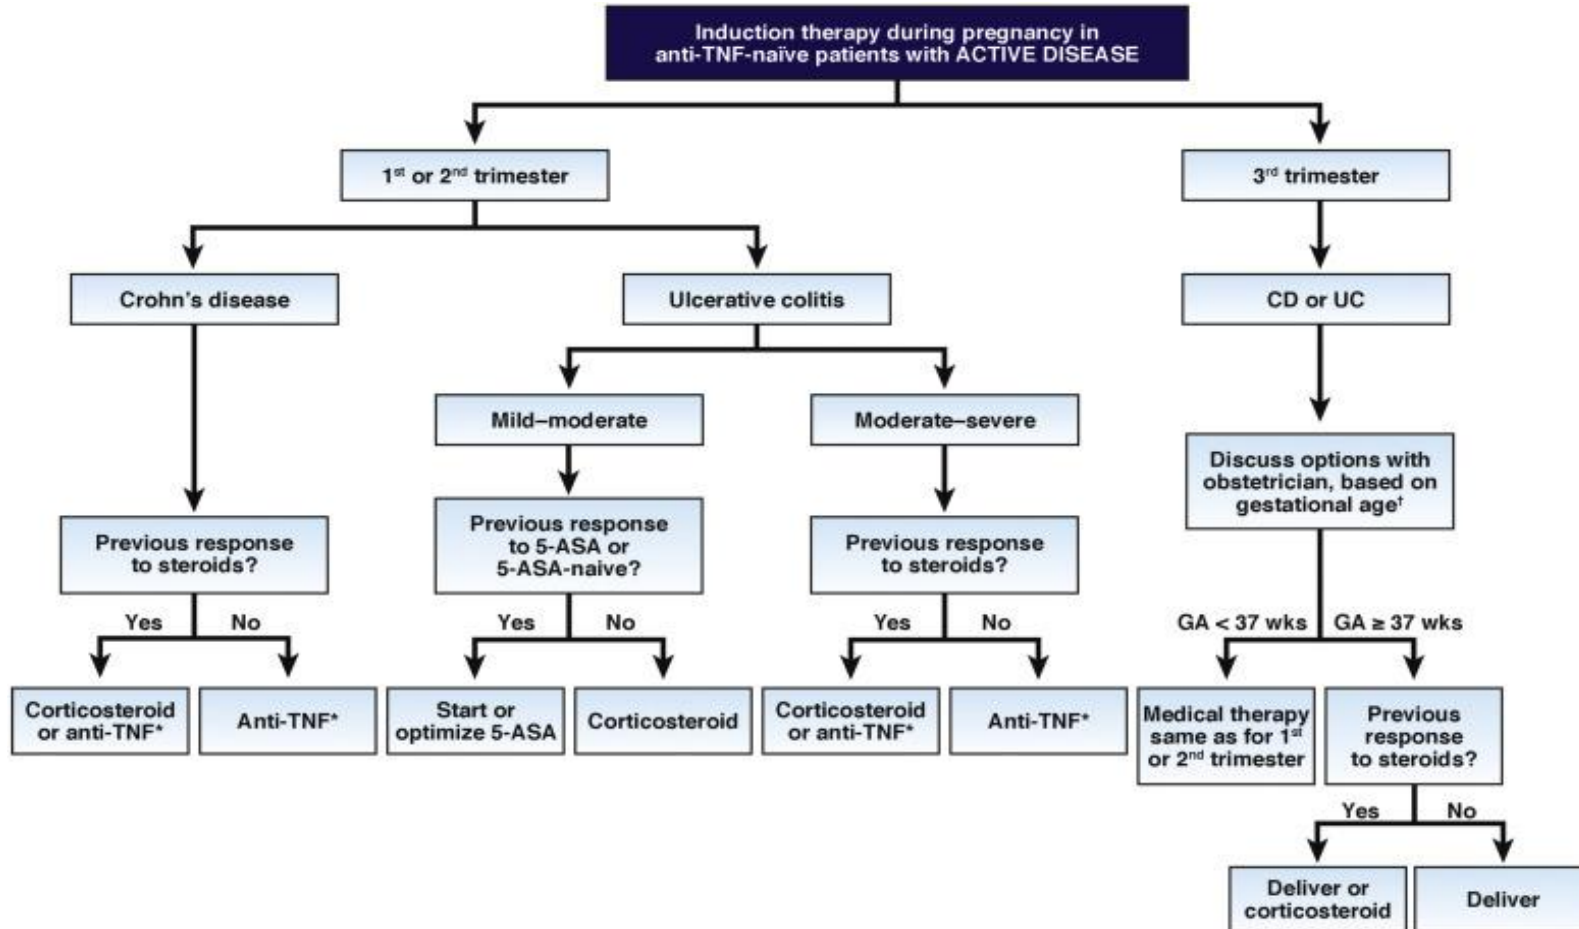 Induction therapy during pregnancy in
anti-TNF-naïve patients with ACTIVE DISEASE
1st or 2nd trimester
3rd trimester
Crohn's disease
Ulcerative colitis
CD or UC
Mild–moderate
Moderate–severe
Discuss options with
obstetrician, based on
gestational age†
Previous response
to steroids?
Previous response
to 5-ASA or
5-ASA-naive?
Previous response
to steroids?
Yes
No
Yes
No
Yes
No
GA < 37 wks
GA ≥ 37 wks
Corticosteroid
or anti-TNF*
Anti-TNF*
Start or
optimize 5-ASA
Corticosteroid
Corticosteroid
or anti-TNF*
Anti-TNF*
Medical therapy
same as for 1st
or 2nd trimester
Previous
response
to steroids?
Yes
No
Deliver or
corticosteroid
Deliver